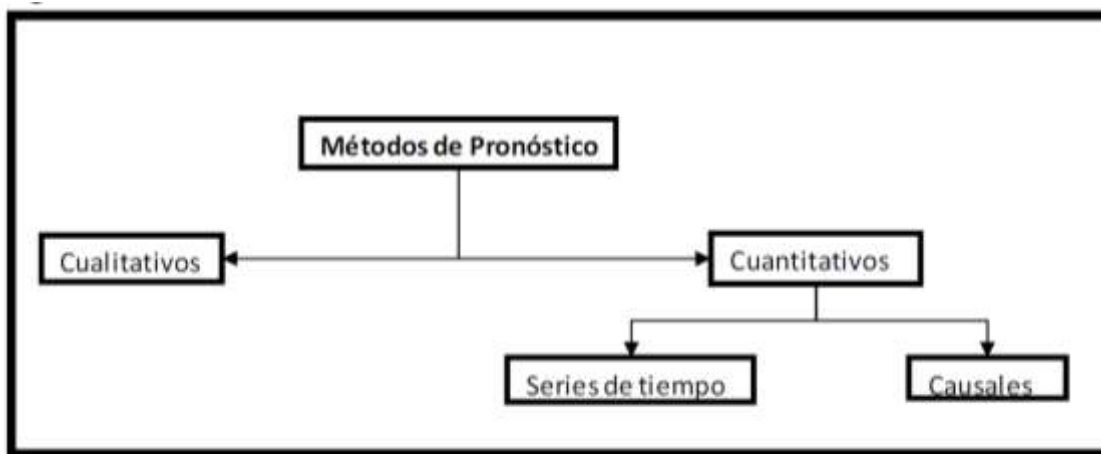 Métodos de Pronóstico
Cualitativos
Cuantitativos
Series de tiempo
Causales